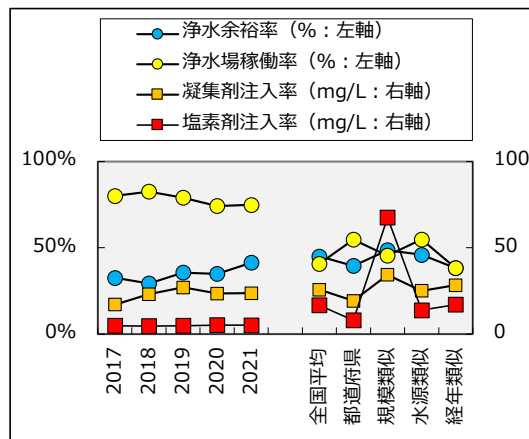 浄水余裕率（%：左軸）
浄水場稼働率（%：左軸）
凝集剤注入率（mg/L：右軸）
塩素剤注入率（mg/L：右軸）
100%
100
50%
50
0%
0
2017
2018
2019
2020
2021
全国平均
都道府県
規模類似
水源類似
経年類似